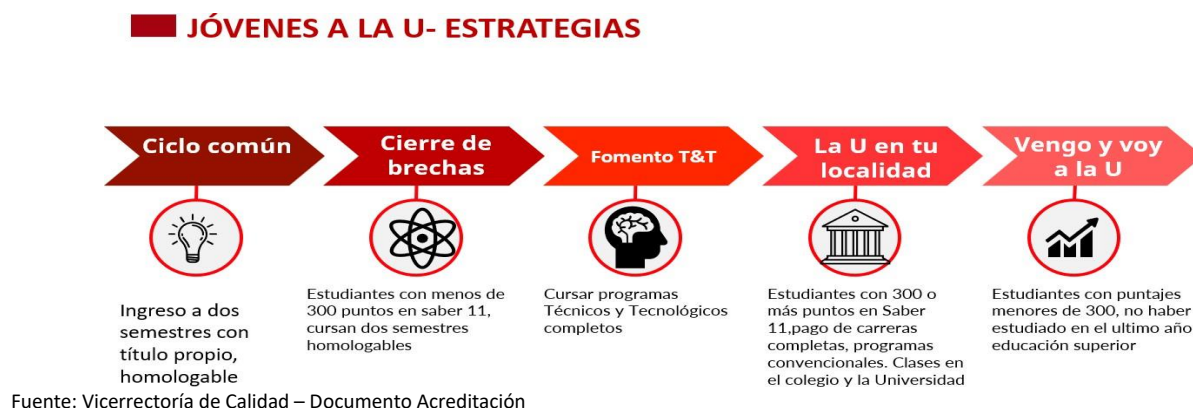 JÓVENES A LA U- ESTRATEGIAS
Ciclo común
Ingreso a dos
semestres con
título propio,
homologable
Cierre de
brechas
Estudiantes con menos de
300 puntos en saber 11,
cursan dos semestres
homologables
Fomento T&T
Cursar programas
Técnicos y Tecnológicos
completos
La U en tu
localidad
Estudiantes con 300 o
más puntos en Saber
11,pago de carreras
completas, programas
convencionales. Clases en
el colegio y la Universidad
Vengo y voy
a la U
Estudiantes con puntajes
menores de 300, no haber
estudiado en el ultimo año
educación superior
Fuente: Vicerrectoría de Calidad – Documento Acreditación